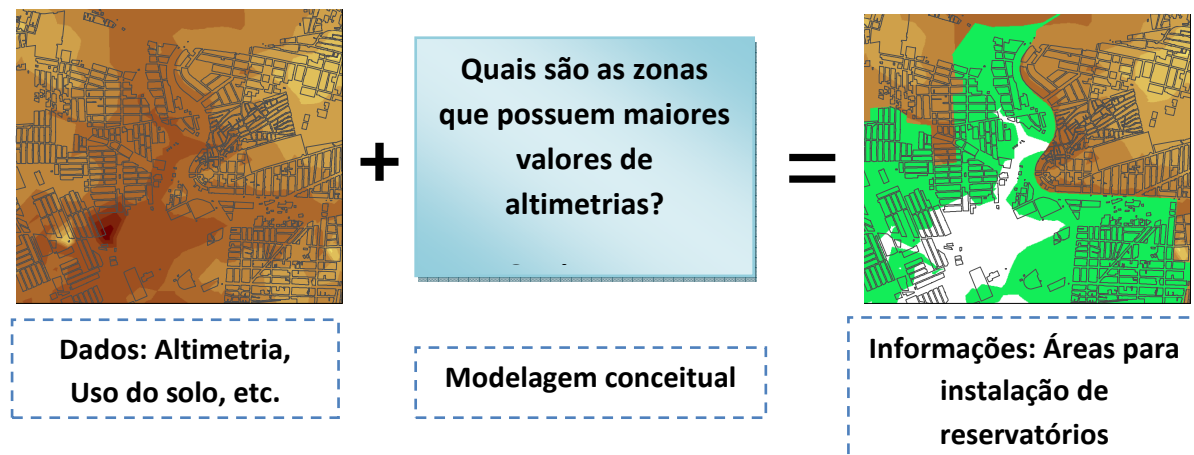 Quais são as zonas
que possuem maiores
valores de
altimetrias?
+
=
Dados: Altimetria,
Uso do solo, etc.
Modelagem conceitual
Informações: Áreas para
instalação de
reservatórios